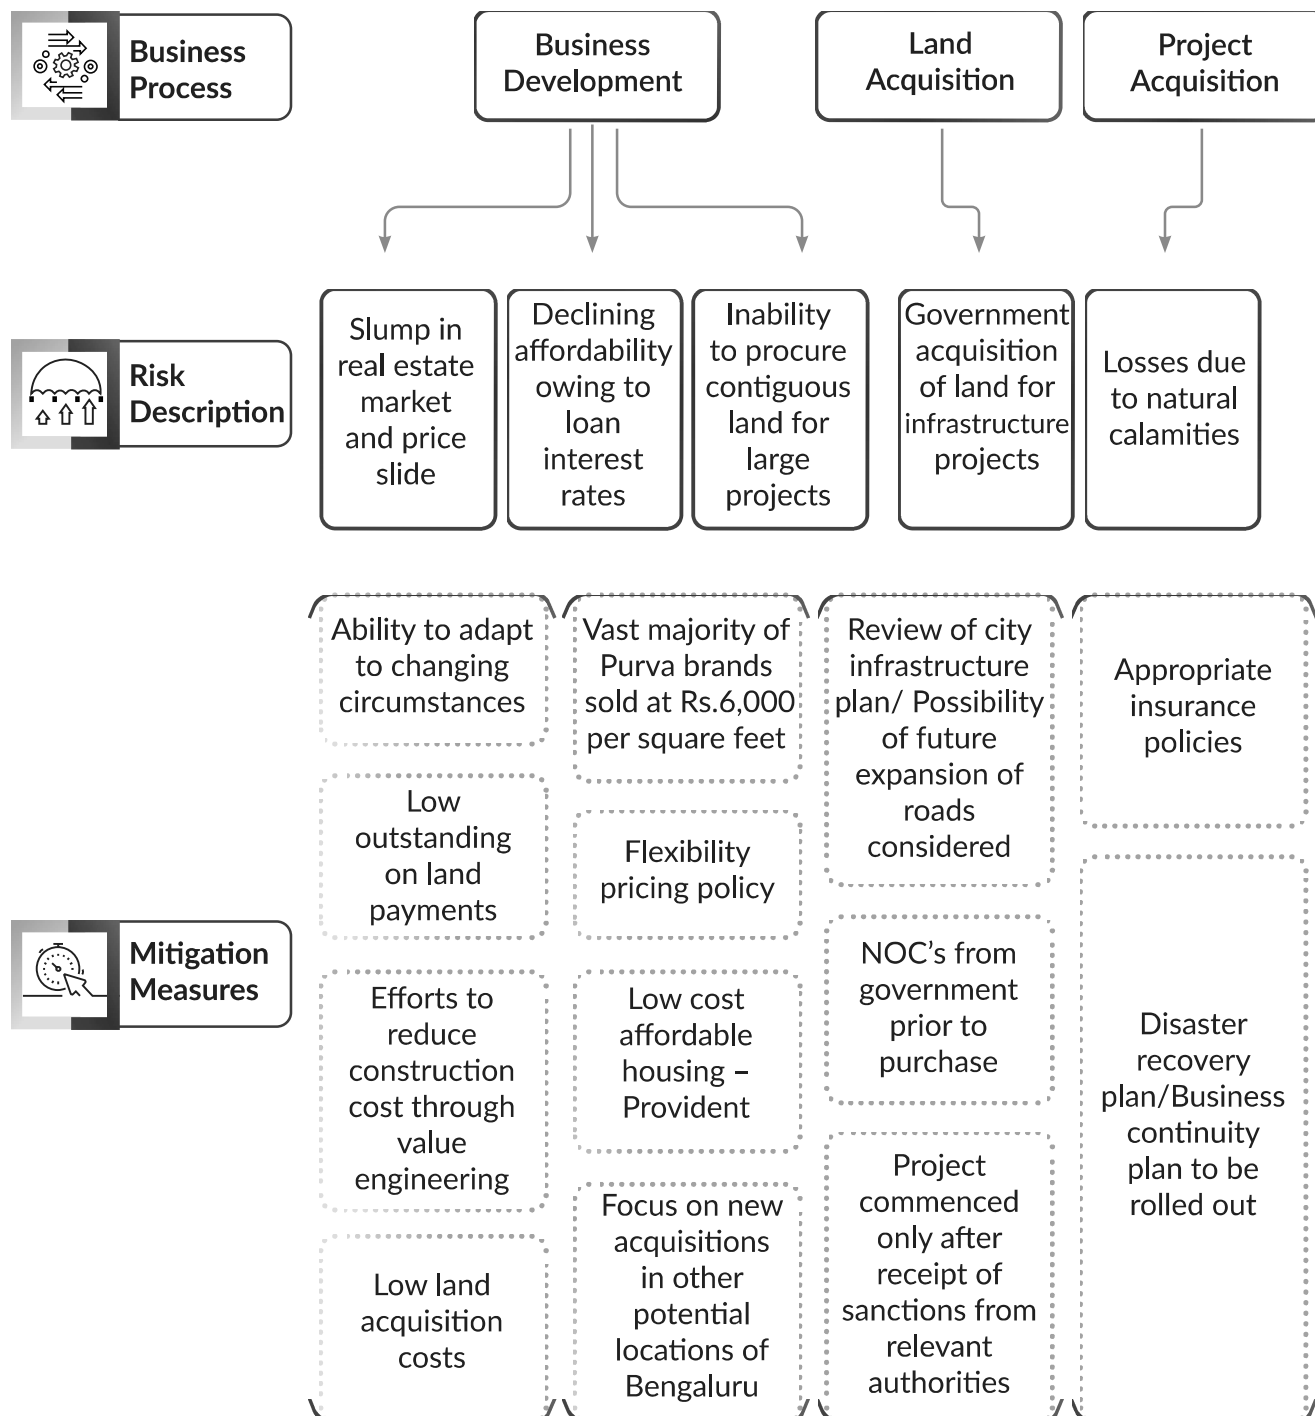 Business
Process
Business
Development
Land
Acquisition
Project
Acquisition
Risk
Description
Slump in
real estate
market
and price
slide
Declining
affordability
owing to
loan
interest
rates
Inability
to procure
contiguous
land for
large
projects
Government
acquisition
of land for
infrastructure
projects
Losses due
to natural
calamities
Mitigation
Measures
Ability to adapt
to changing
circumstances
Low
outstanding
on land
payments
Efforts to
reduce
construction
cost through
value
engineering
Low land
acquisition
costs
Vast majority of
Purva brands
sold at Rs.6,000
per square feet
Flexibility
pricing policy
Low cost
affordable
housing –
Provident
Focus on new
acquisitions
in other
potential
locations of
Bengaluru
Review of city
infrastructure
plan/ Possibility
of future
expansion of
roads
considered
NOC's from
government
prior to
purchase
Project
commenced
only after
receipt of
sanctions from
relevant
authorities
Appropriate
insurance
policies
Disaster
recovery
plan/Business
continuity
plan to be
rolled out